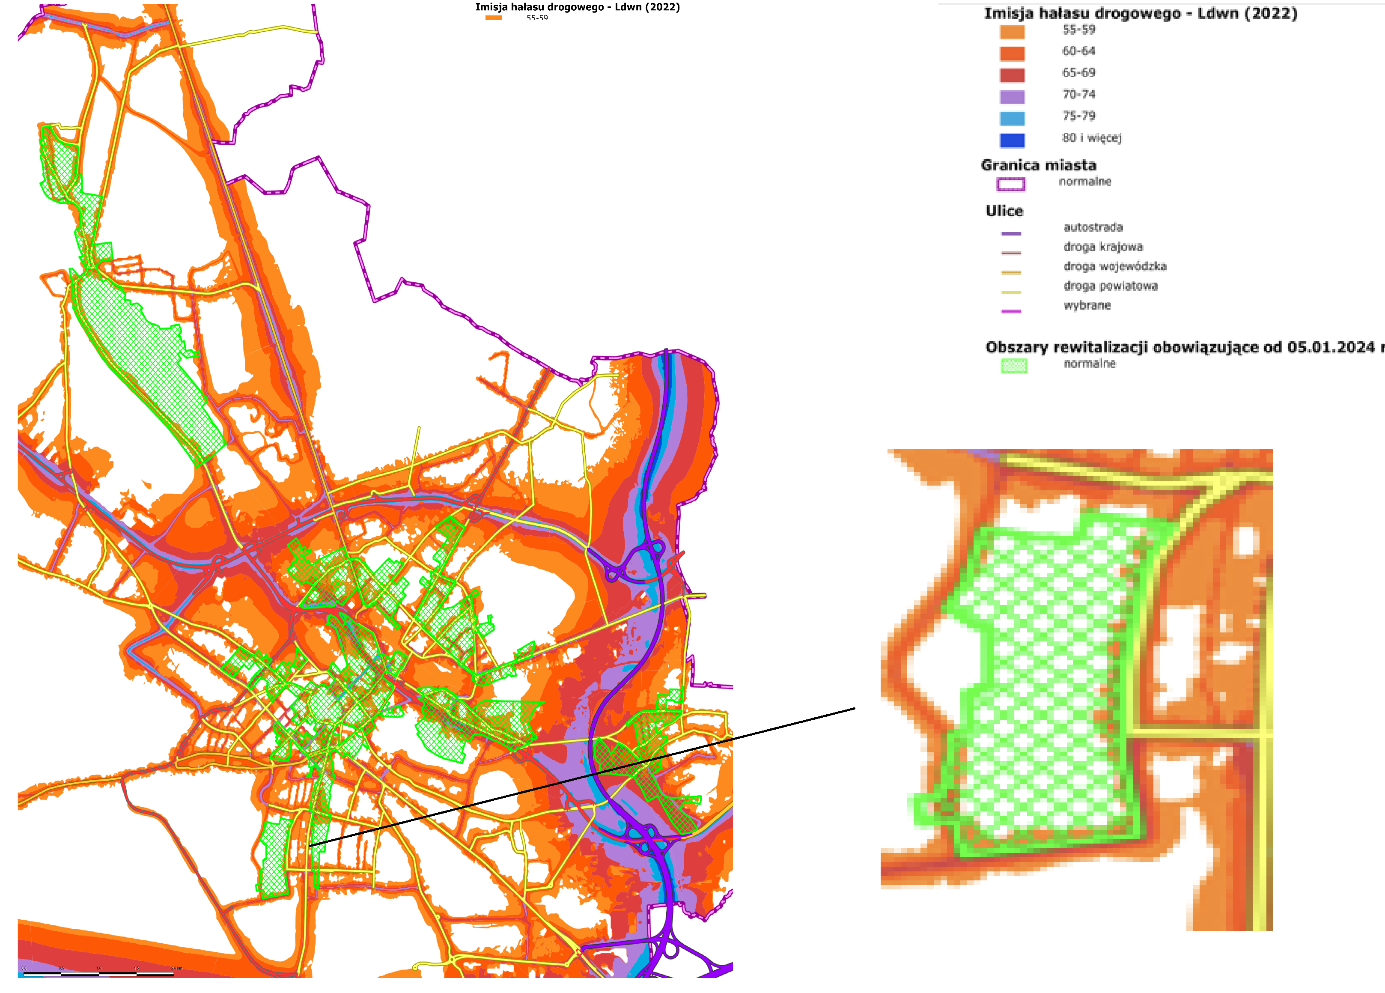 Imisja hałasu drogowego - Ldwn (2022)
55-59
Imisja hałasu drogowego - Ldwn (2022)
55-59
60-64
65-69
70-74
75-79
80 i więcej
Granica miasta
normalne
Ulice
autostrada
droga krajowa
droga wojewódzka
droga powiatowa
wybrane
Obszary rewitalizacji obowiązujące od 05.01.2024 r
normalne